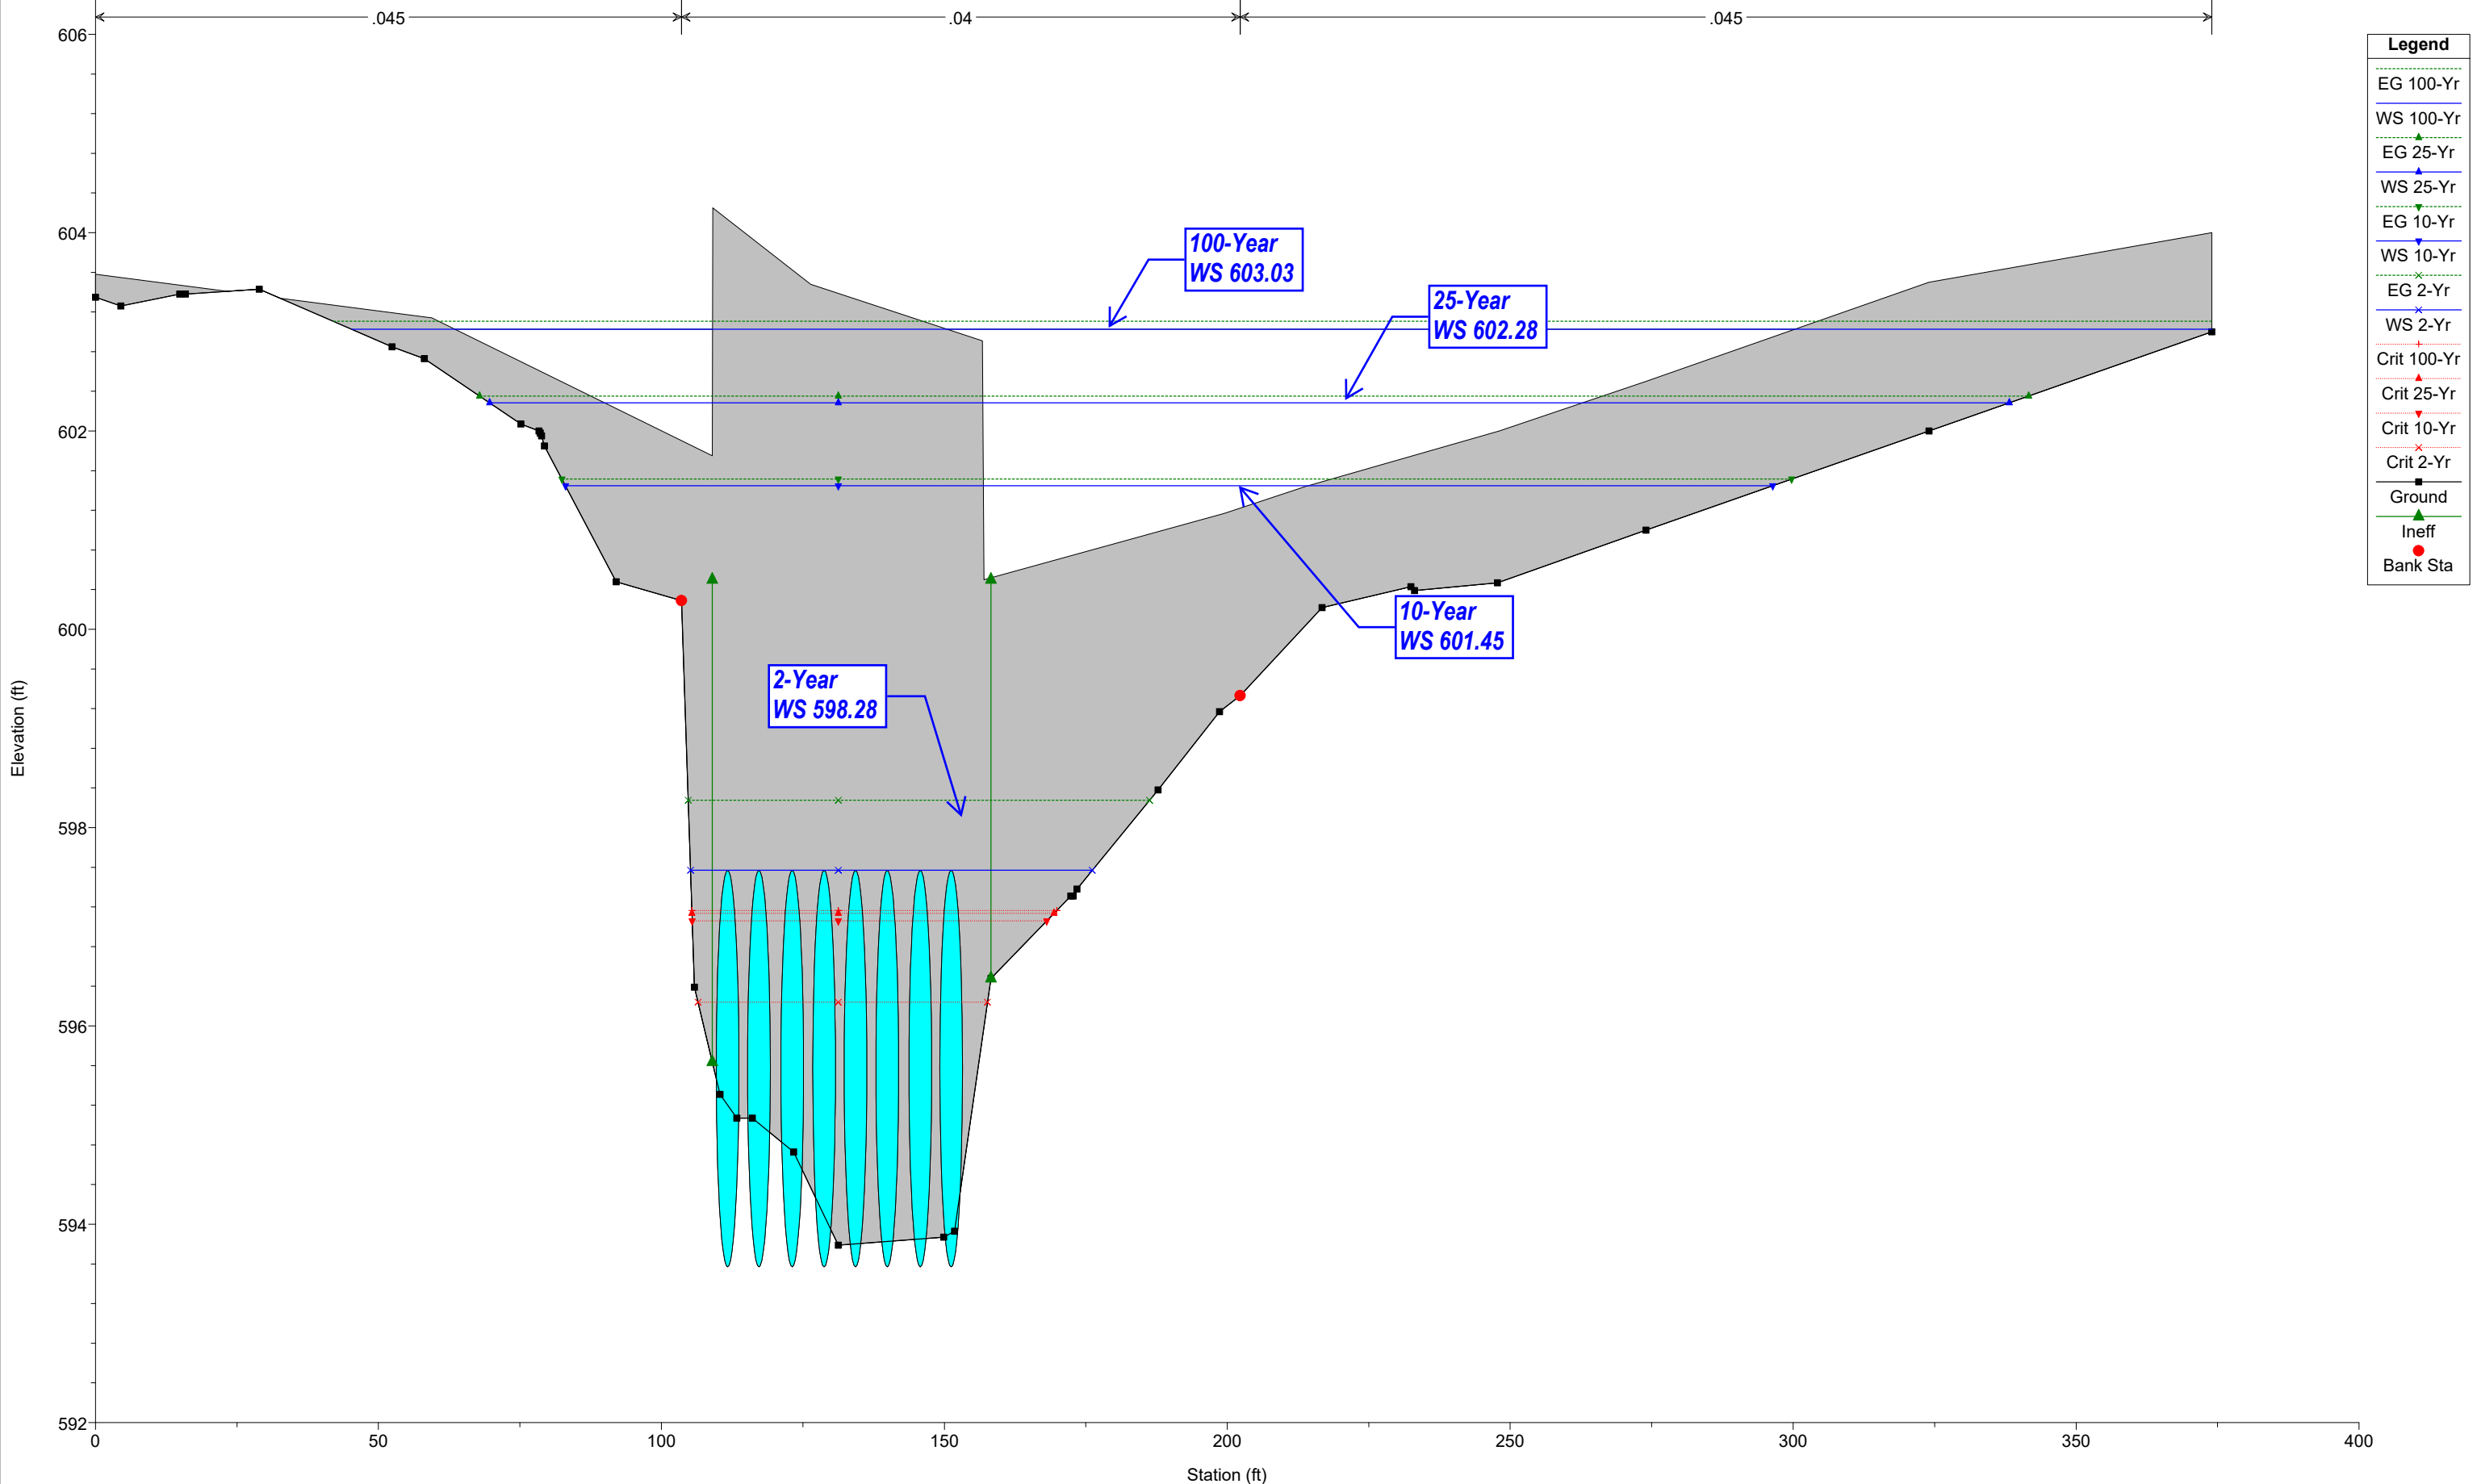 .045
.04
.045
606
604
602
600
598
596
594
592
Elevation (ft)
0
50
100
150
200
250
300
350
400
Station (ft)
100-Year
WS 603.03
25-Year
WS 602.28
10-Year
WS 601.45
2-Year
WS 598.28
Legend
EG 100-Yr
WS 100-Yr
EG 25-Yr
WS 25-Yr
EG 10-Yr
WS 10-Yr
EG 2-Yr
WS 2-Yr
Crit 100-Yr
Crit 25-Yr
Crit 10-Yr
Crit 2-Yr
Ground
Ineff
Bank Sta